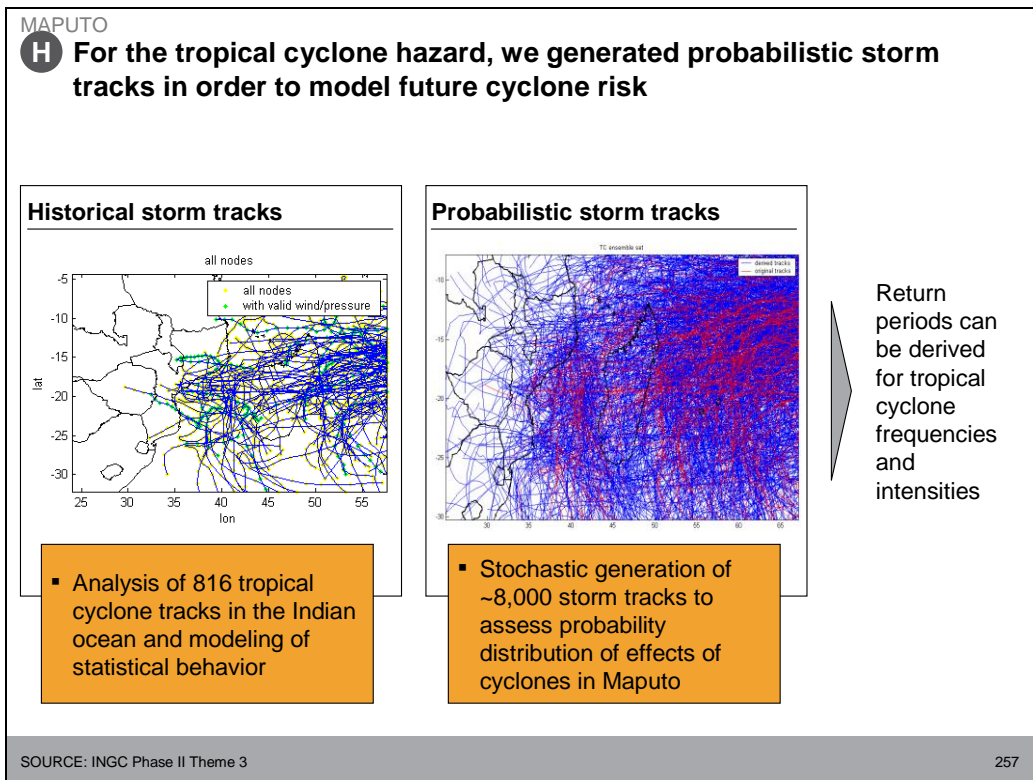 MAPUTO
H For the tropical cyclone hazard, we generated probabilistic storm
tracks in order to model future cyclone risk
Historical storm tracks
all nodes
-5
-10
-15
-20
-25
-30
lat
all nodes
with valid wind/pressure
25 30 35 40 45 50 55
lon
▪ Analysis of 816 tropical
cyclone tracks in the Indian
ocean and modeling of
statistical behavior
Probabilistic storm tracks
TC ensemble sat
derived tracks
original tracks
-10
-15
-20
-25
-30
30 35 40 45 50 55 60 65
▪ Stochastic generation of
~8,000 storm tracks to
assess probability
distribution of effects of
cyclones in Maputo
Return
periods can
be derived
for tropical
cyclone
frequencies
and
intensities
SOURCE: INGC Phase II Theme 3
257